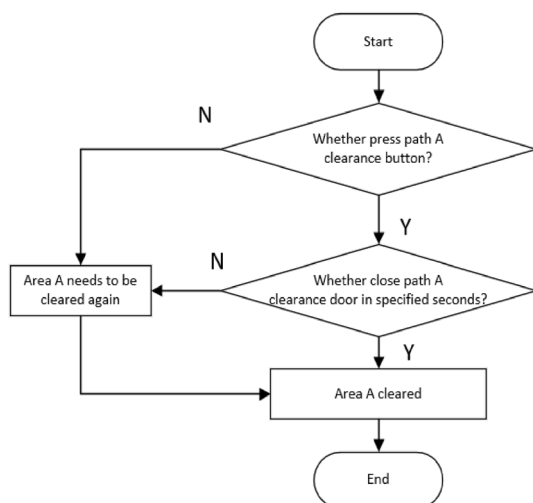 Start
N
Whether press path A
clearance button?
Y
N
Area A needs to be
cleared again
Whether close path A
clearance door in specified seconds?
Y
Area A cleared
End